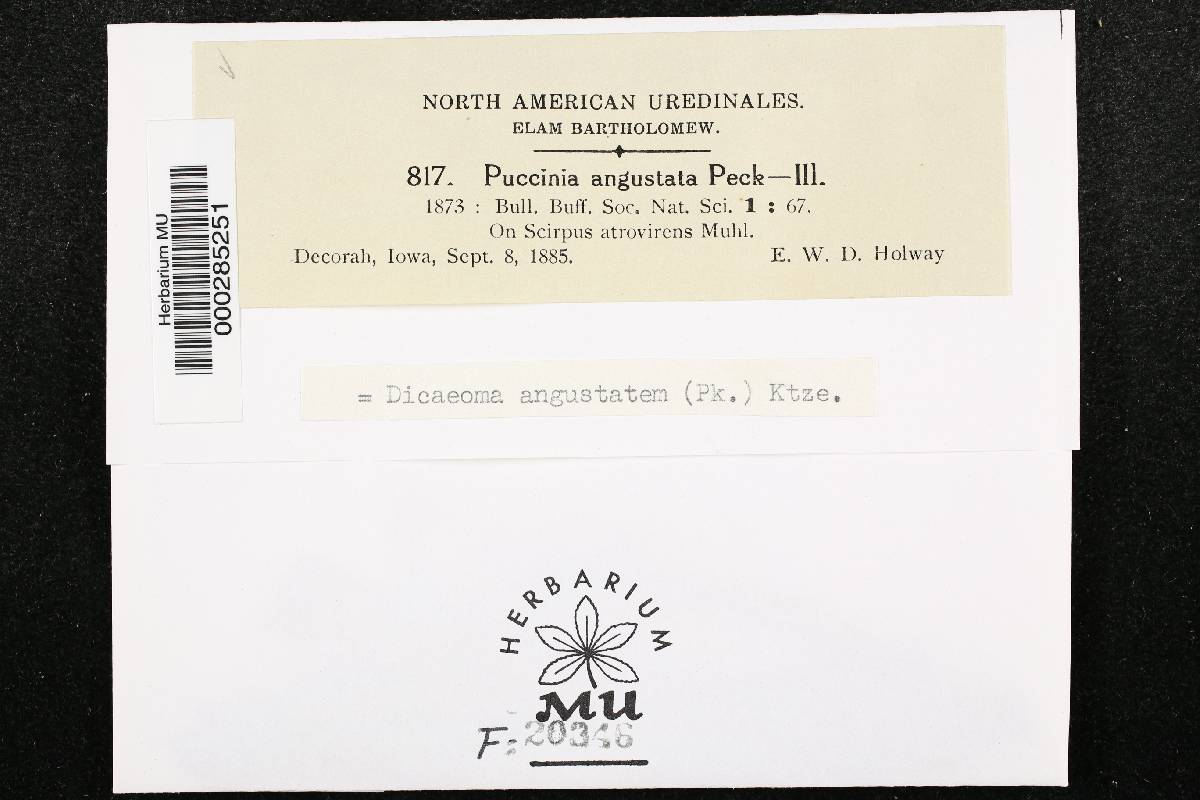 NORTH AMERICAN UREDINALES.
ELAM BARTHOLOMEW.
817. Puccinia angustata Peck—III.
1873 : Bull. Buff. Soc. Nat. Sci. 1 : 67.
On Scirpus atrovirens Muhl.
Decorah, Iowa, Sept. 8, 1885. E. W. D. Holway
Herbarium MU
000285251
= Dicaeoma angustatem (Pk.) Ktze.
HERBARIUM
MU
F: 20346